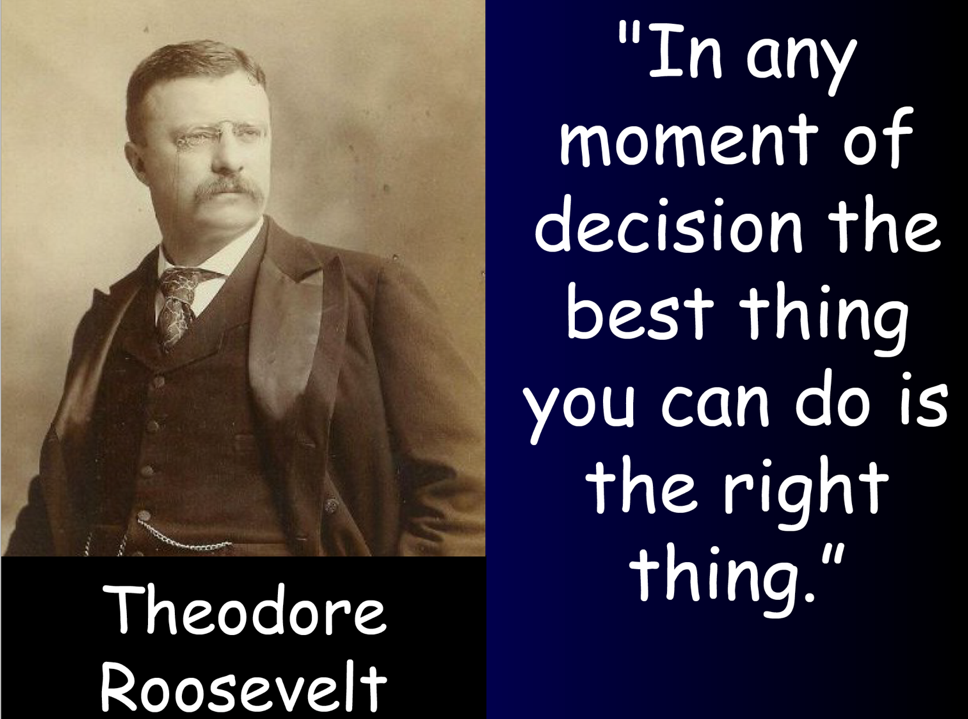 "In any
moment of
decision the
best thing
you can do is
the right
thing.”
Theodore
Roosevelt